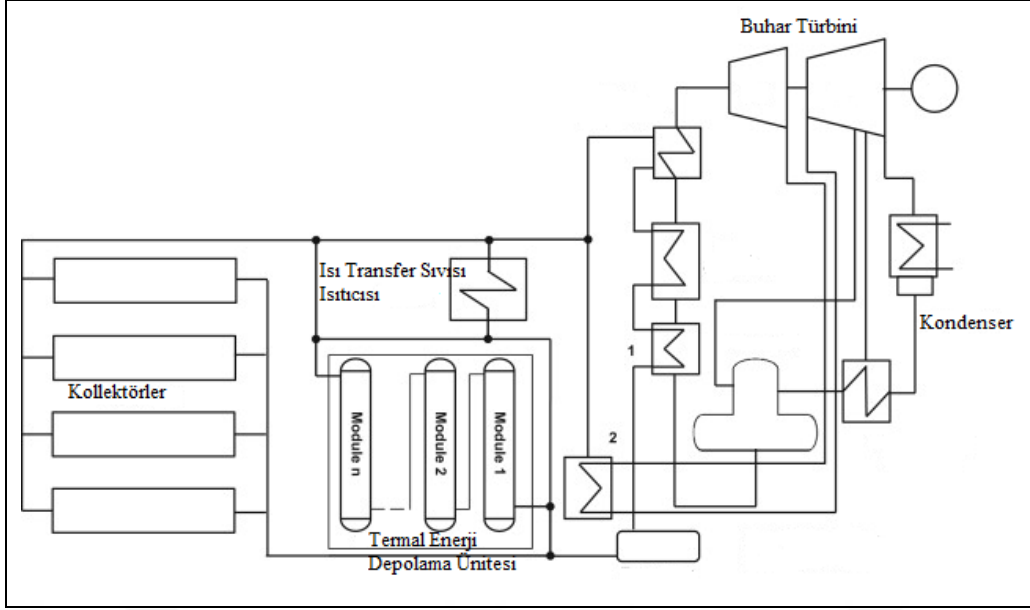 Buhar Türbini
Isı Transfer Sıvısı
Isıtıcısı
Kondenser
1
Kollektörler
Module n
Module 2
Module 1
2
Termal Enerji
Depolama Ünitesi